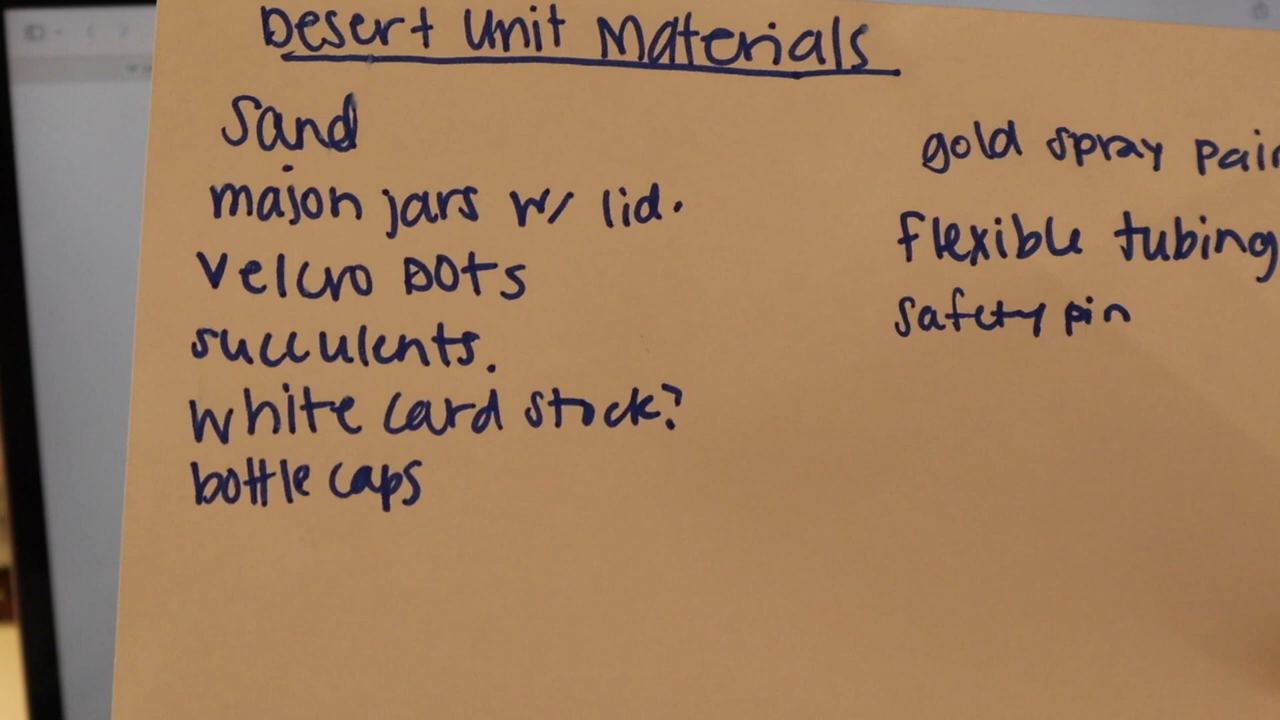 Desert Unit Materials
Sand
majon jars w/ lid.
Velcro DOts
succulents.
white card stock?
bottle caps
gold spray
flexible tubing
safety pin